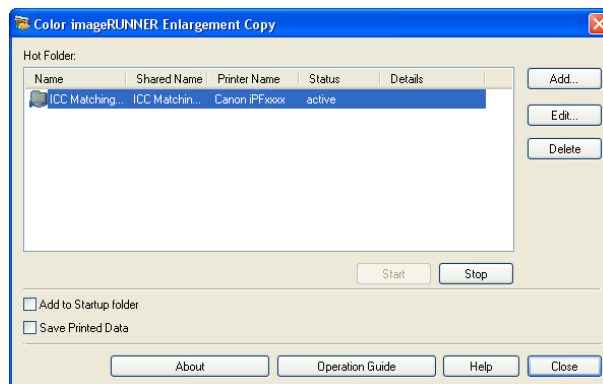 Color imageRUNNER Enlargement Copy
Hot Folder:
Name Shared Name Printer Name Status Details
ICC Matching... ICC Matchin... Canon iPFxxxx active
Add...
Edit...
Delete
Start Stop
Add to Startup folder
Save Printed Data
About Operation Guide Help Close